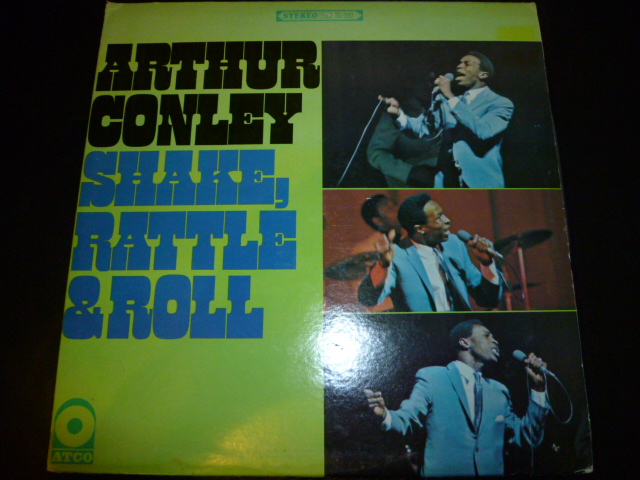 STEREO
ARTHUR
CONLEY
SHAKE,
RATTLE
& ROLL
ATCO